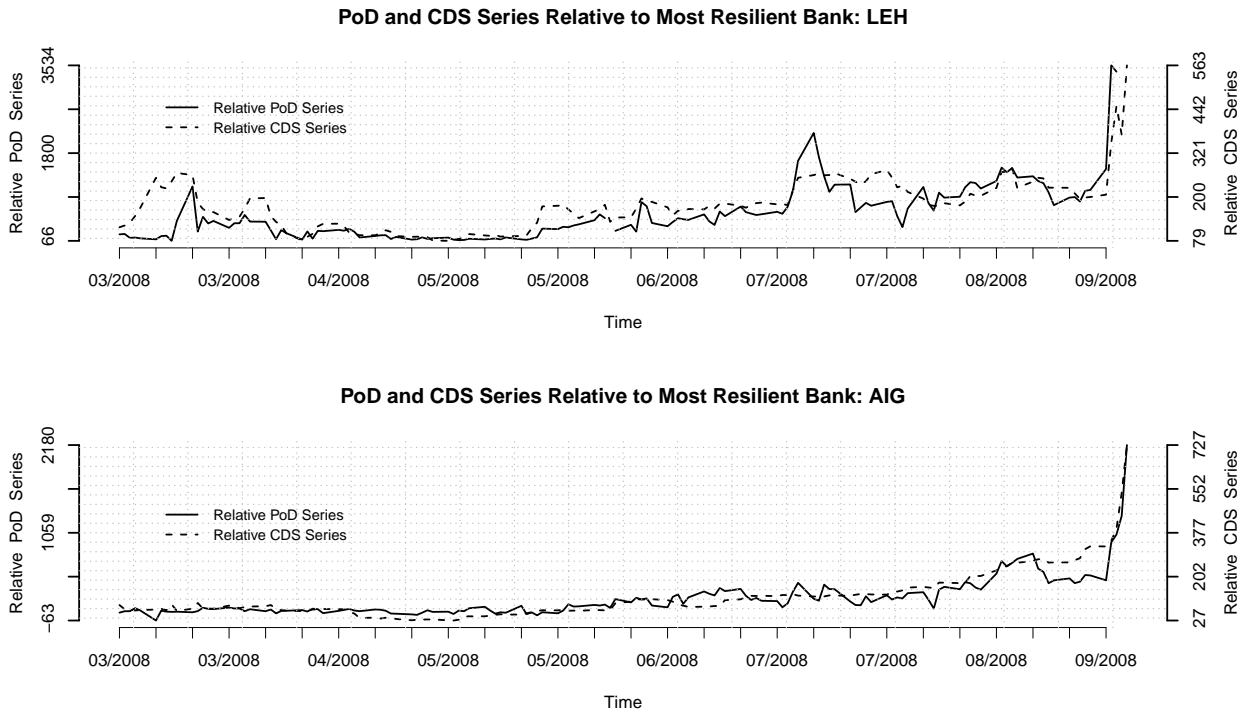 PoD and CDS Series Relative to Most Resilient Bank: LEH
Relative PoD Series
3534
1800
66
Relative PoD Series
Relative CDS Series
563
442
321
200
79
Relative CDS Series
03/2008 03/2008 04/2008 05/2008 05/2008 06/2008 07/2008 07/2008 08/2008 09/2008
Time
PoD and CDS Series Relative to Most Resilient Bank: AIG
Relative PoD Series
2180
1059
−63
Relative PoD Series
Relative CDS Series
727
552
377
202
27
Relative CDS Series
03/2008 03/2008 04/2008 05/2008 05/2008 06/2008 07/2008 07/2008 08/2008 09/2008
Time